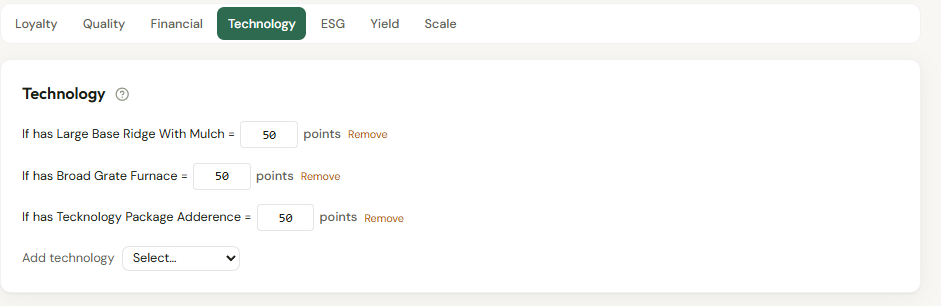 Loyalty Quality Financial Technology ESG Yield Scale
Technology ?
If has Large Base Ridge With Mulch = 50 points Remove
If has Broad Grate Furnace = 50 points Remove
If has Tecknology Package Adderence = 50 points Remove
Add technology Select...